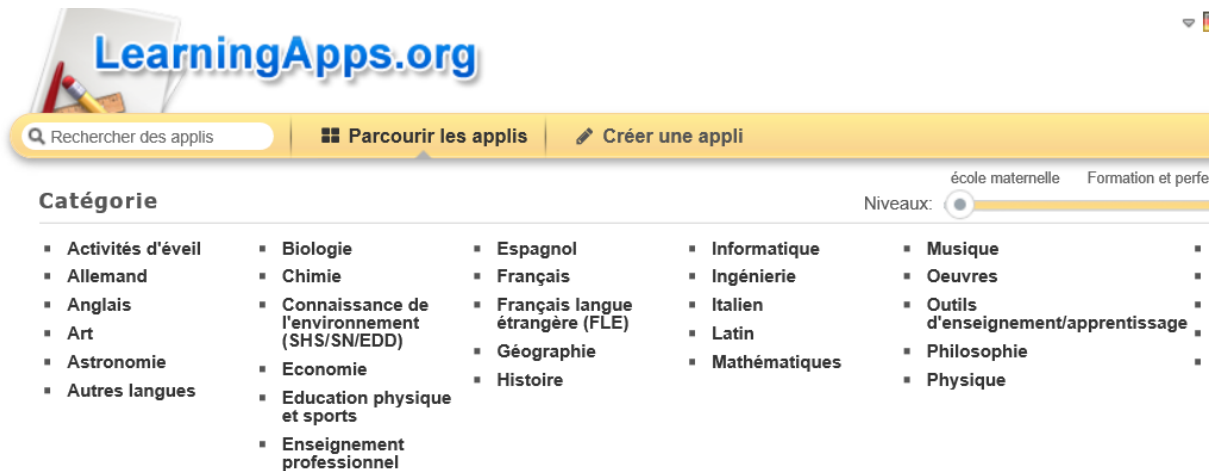 LearningApps.org
Rechercher des applis
Parcourir les applis
Créer une appli
Catégorie
école maternelle
Formation et perfe
Niveaux:
Activités d'éveil
Allemand
Anglais
Art
Astronomie
Autres langues
Biologie
Chimie
Connaissance de
l'environnement
(SHS/SN/EDD)
Economie
Education physique
et sports
Enseignement
professionnel
Espagnol
Français
Français langue
étrangère (FLE)
Géographie
Histoire
Informatique
Ingénierie
Italien
Latin
Mathématiques
Musique
Oeuvres
Outils
d'enseignement/apprentissage
Philosophie
Physique